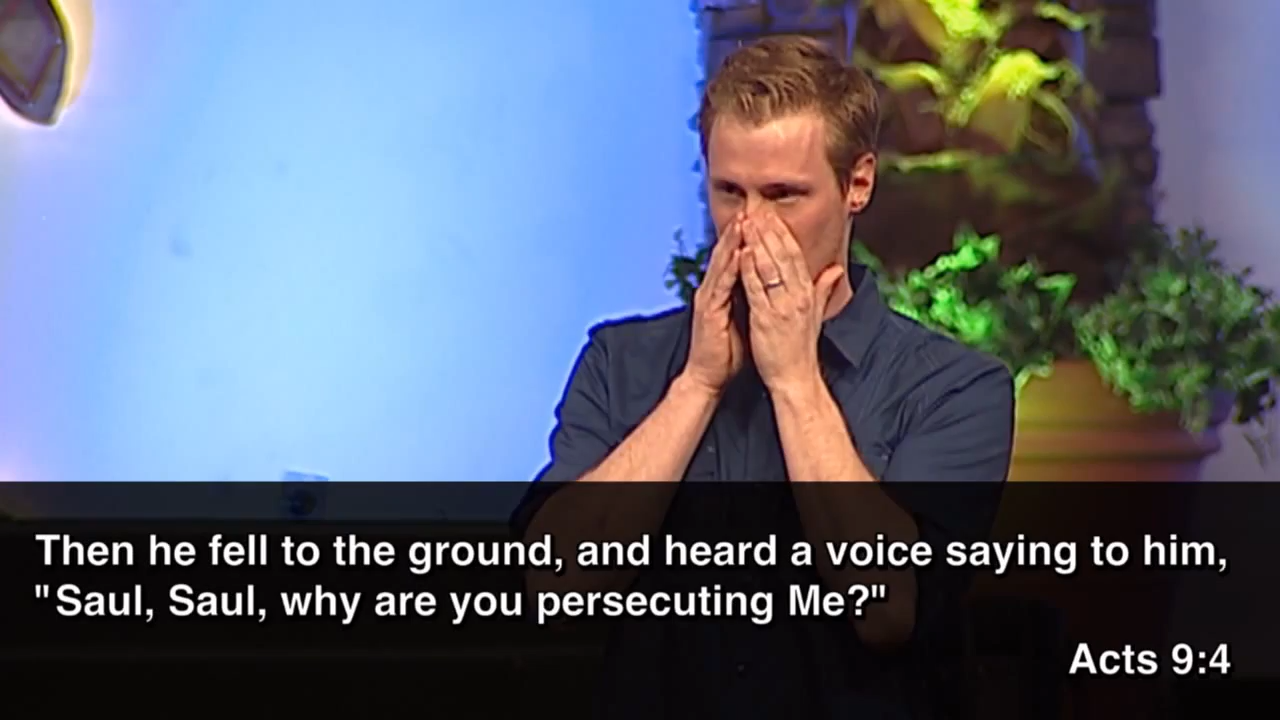 Then he fell to the ground, and heard a voice saying to him,
"Saul, Saul, why are you persecuting Me?"
Acts 9:4